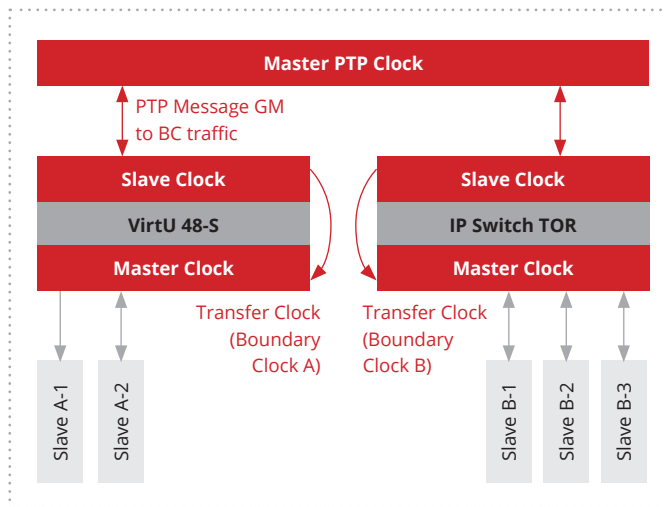 Master PTP Clock
PTP Message GM
to BC traffic
Slave Clock
VirtU 48-S
Master Clock
Slave Clock
IP Switch TOR
Master Clock
Transfer Clock
(Boundary
Clock A)
Transfer Clock
(Boundary
Clock B)
Slave A-1
Slave A-2
Slave B-1
Slave B-2
Slave B-3